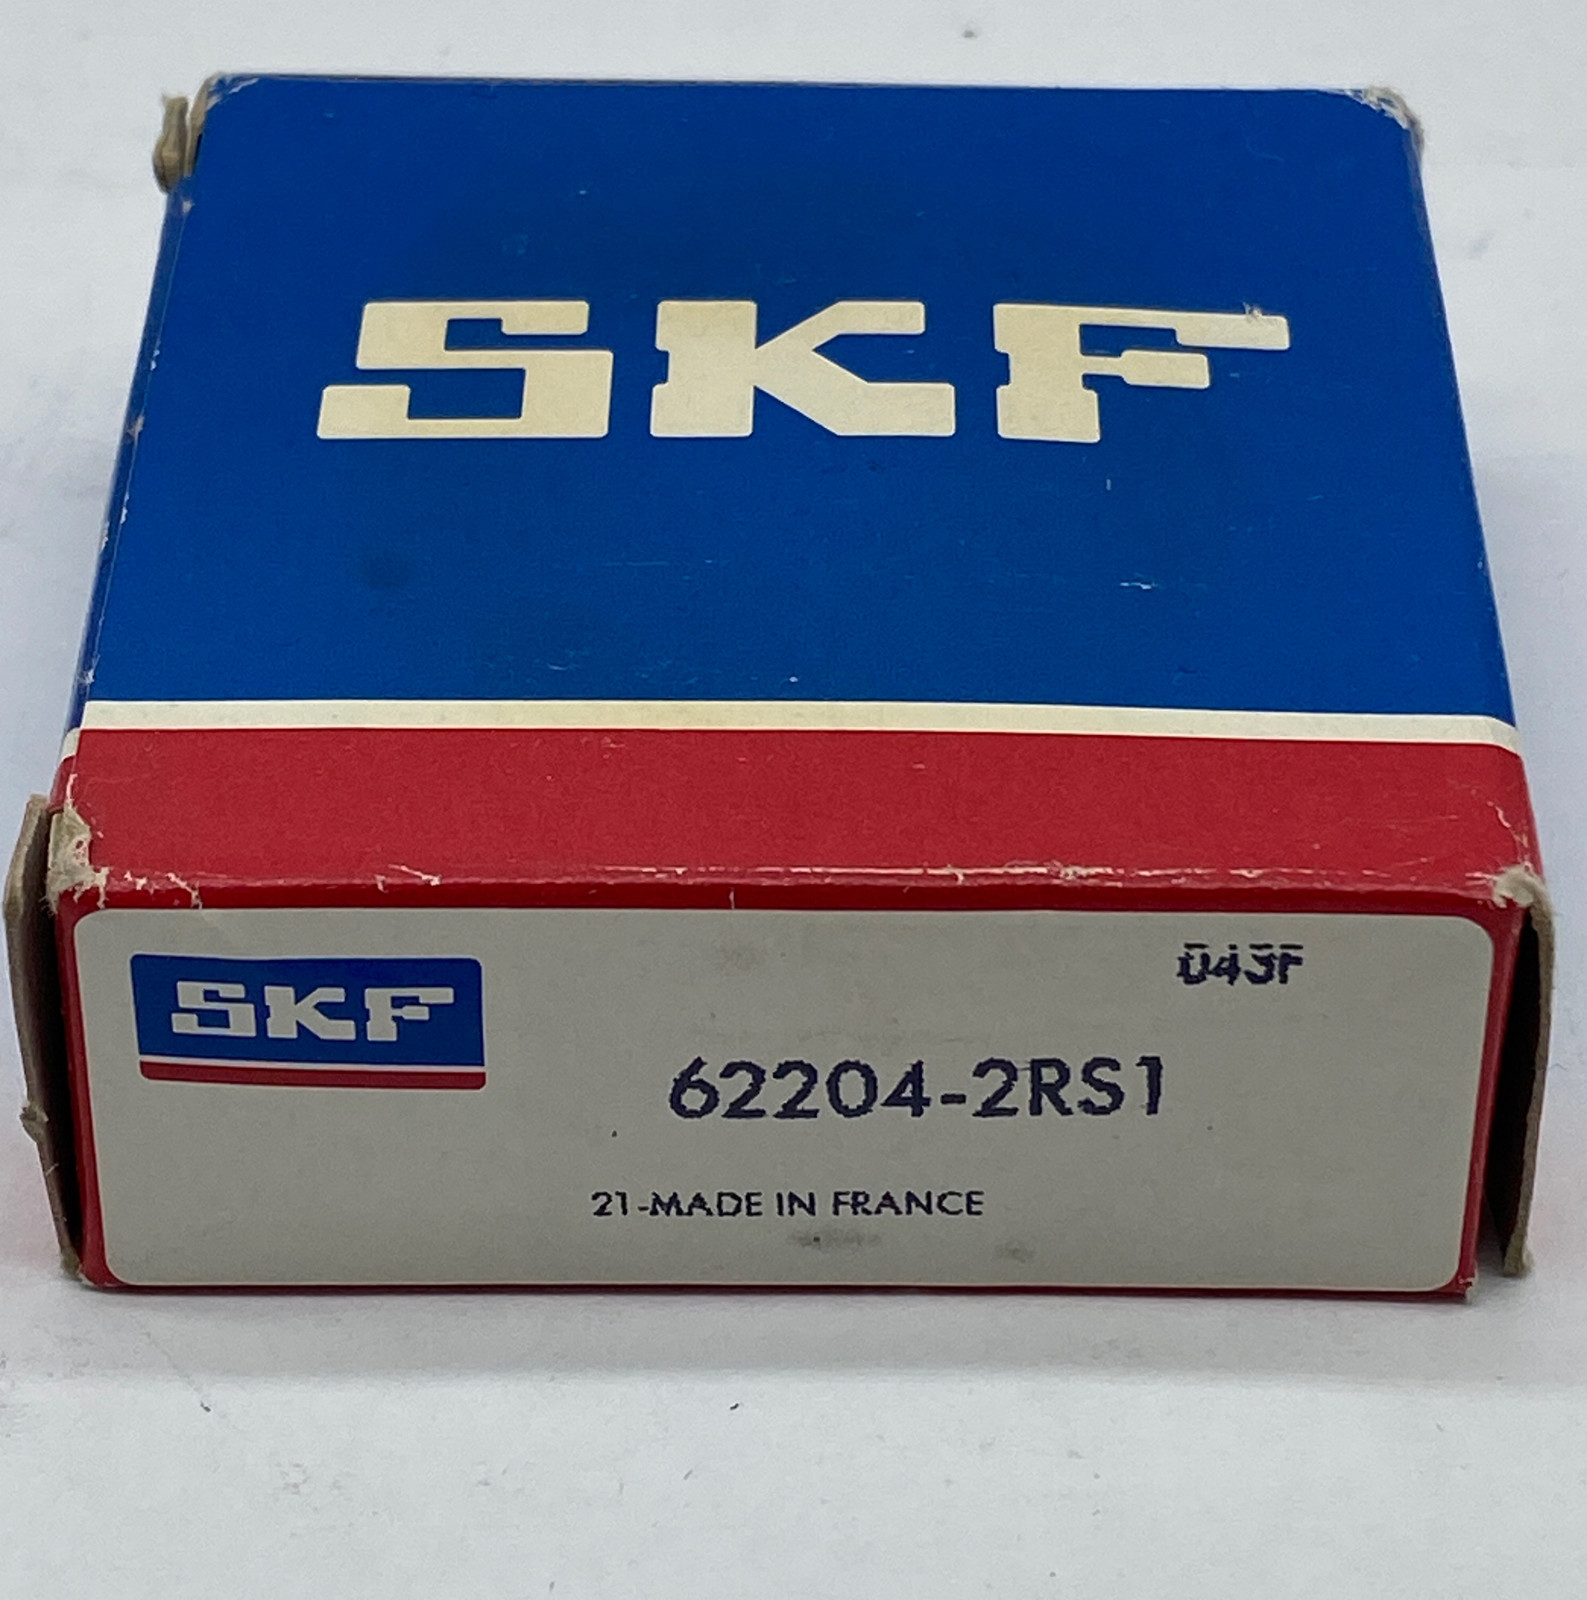 SKF
SKF
043F
62204-2RS1
21-MADE IN FRANCE